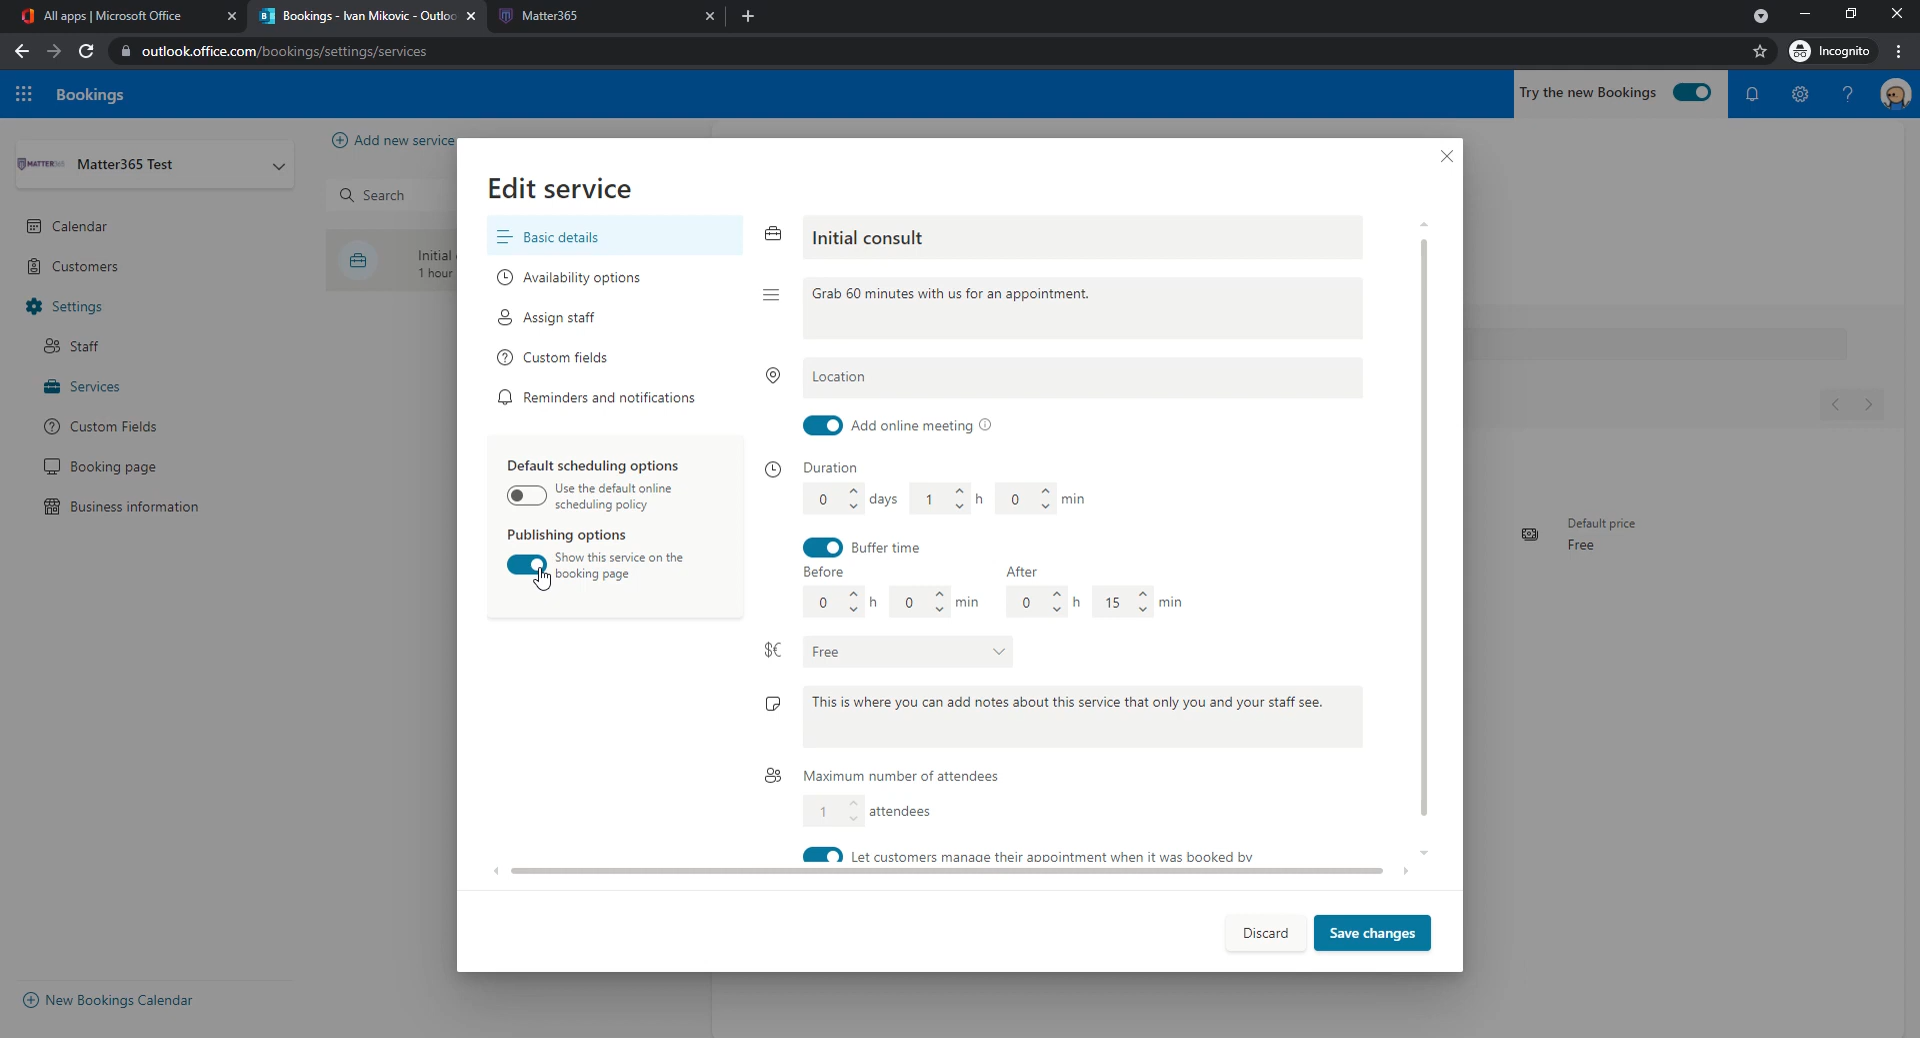 All apps | Microsoft Office
Bookings - Ivan Mikovic - Outlo
Matter365
outlook.office.com/bookings/settings/services
Incognito
Bookings
Try the new Bookings
MATTER365
Matter365 Test
Calendar
Customers
Settings
Staff
Services
Custom Fields
Booking page
Business information
New Bookings Calendar
Add new service
Search
Initial
1 hour
Edit service
Basic details
Availability options
Assign staff
Custom fields
Reminders and notifications
Default scheduling options
Use the default online
scheduling policy
Publishing options
Show this service on the
booking page
Initial consult
Grab 60 minutes with us for an appointment.
Location
Add online meeting
Duration
0 days 1 h 0 min
Buffer time
Before After
0 h 0 min 0 h 15 min
$€ Free
This is where you can add notes about this service that only you and your staff see.
Maximum number of attendees
1 attendees
Let customers manage their appointment when it was booked by
Discard
Save changes
Default price
Free